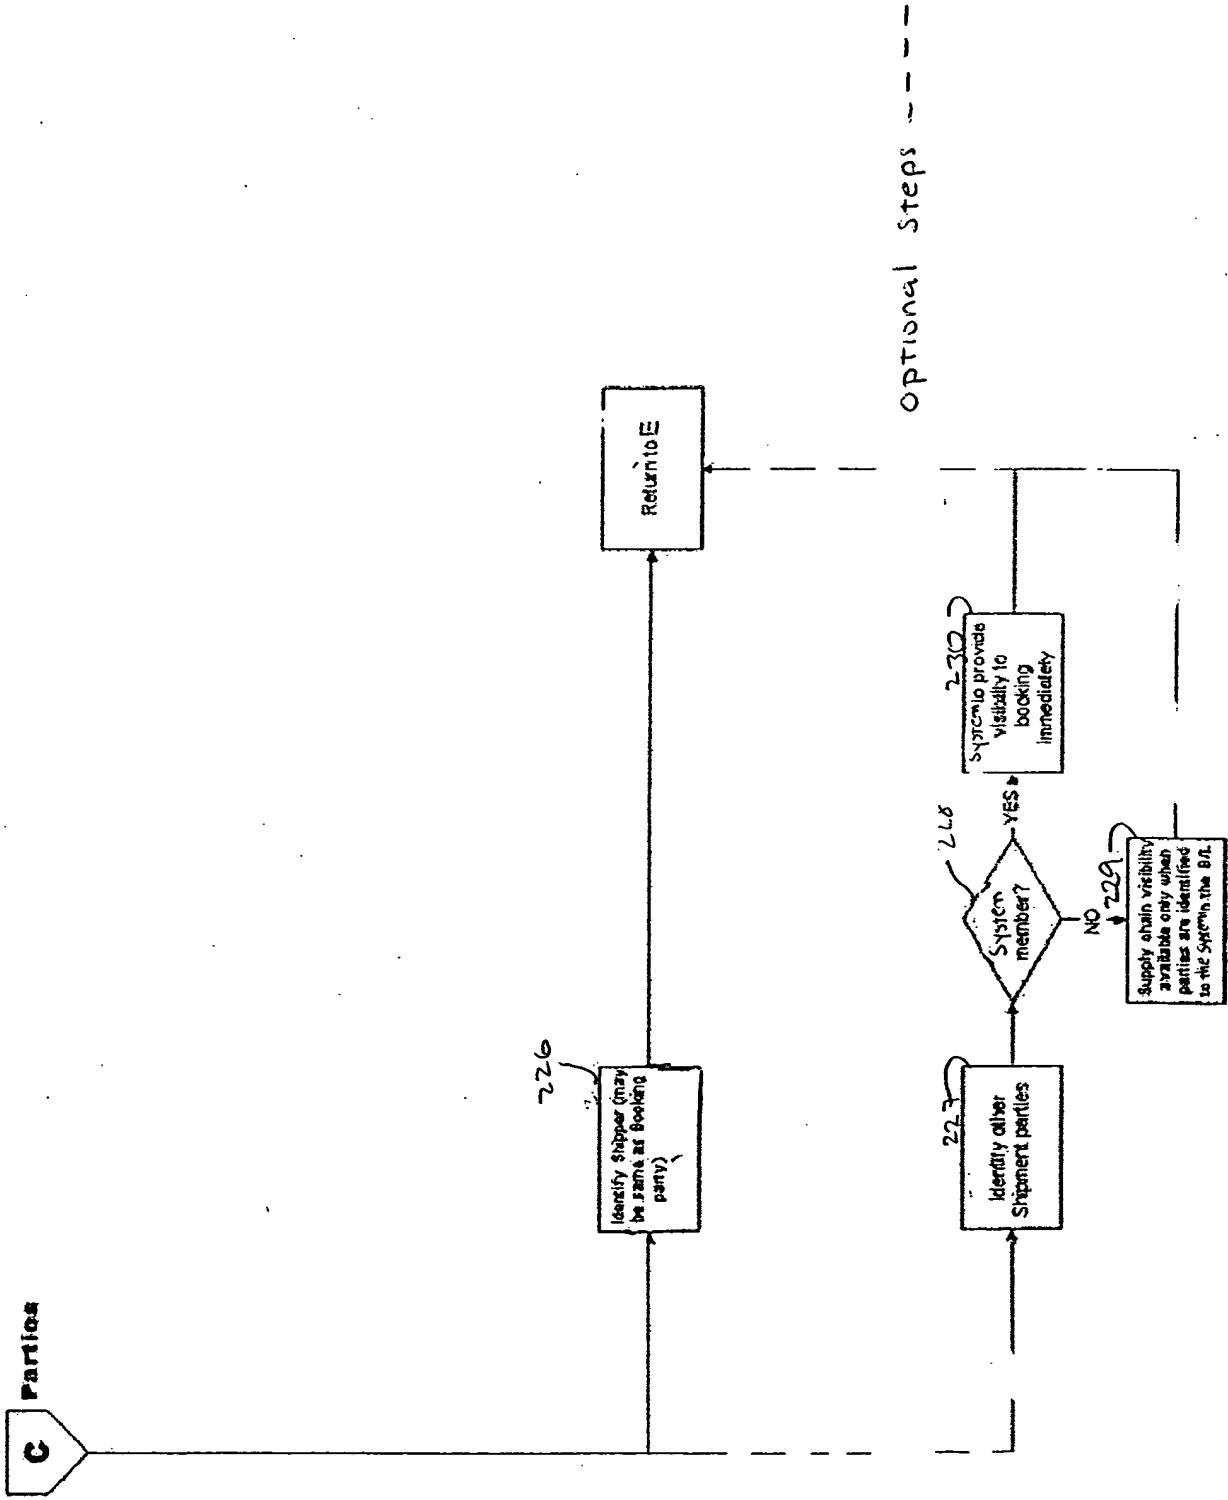 C
Parties
226
Identify Shipper (may
be same as Booking
party)
Return to E
227
Identify other
Shipment parties
228
System
member?
YES
NO
230
System to provide
visibility to
booking
immediately
229
Supply chain visibility
available only when
parties are identified
to the system in the B/L
optional steps ----